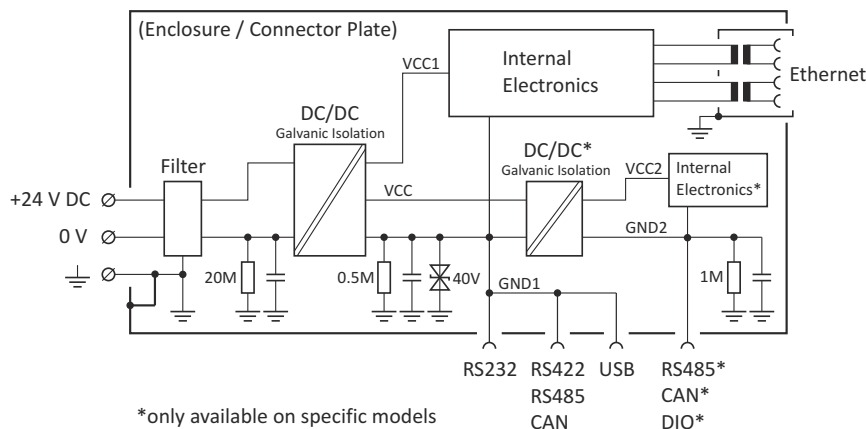 (Enclosure / Connector Plate)
VCC1
Internal
Electronics
Ethernet
DC/DC
Galvanic Isolation
DC/DC*
Galvanic Isolation
Filter
VCC2
Internal
Electronics*
+24 V DC
VCC
0 V
GND2
20M
0.5M
40V
GND1
1M
RS232
RS422
RS485
CAN
USB
RS485*
CAN*
DIO*
*only available on specific models